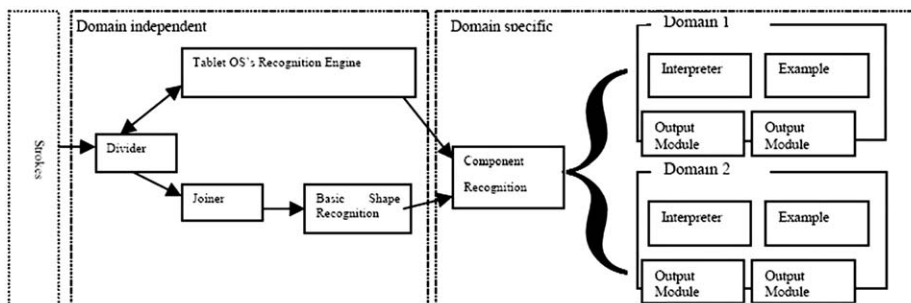 Domain independent
Domain specific
Domain 1
Tablet OS's Recognition Engine
Interpreter
Example
Strokes
Divider
Output
Module
Output
Module
Component
Recognition
Domain 2
Joiner
Basic Shape
Recognition
Interpreter
Example
Output
Module
Output
Module